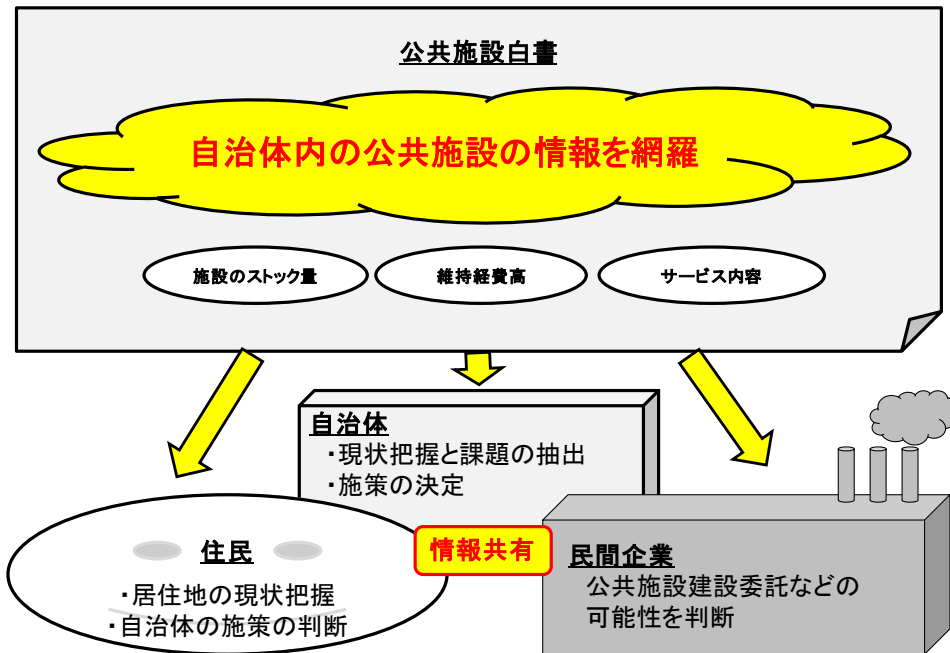 公共施設白書
自治体内の公共施設の情報を網羅
施設のストック量
維持経費高
サービス内容
自治体
・現状把握と課題の抽出
・施策の決定
住民
・居住地の現状把握
・自治体の施策の判断
情報共有
民間企業
公共施設建設委託などの
可能性を判断